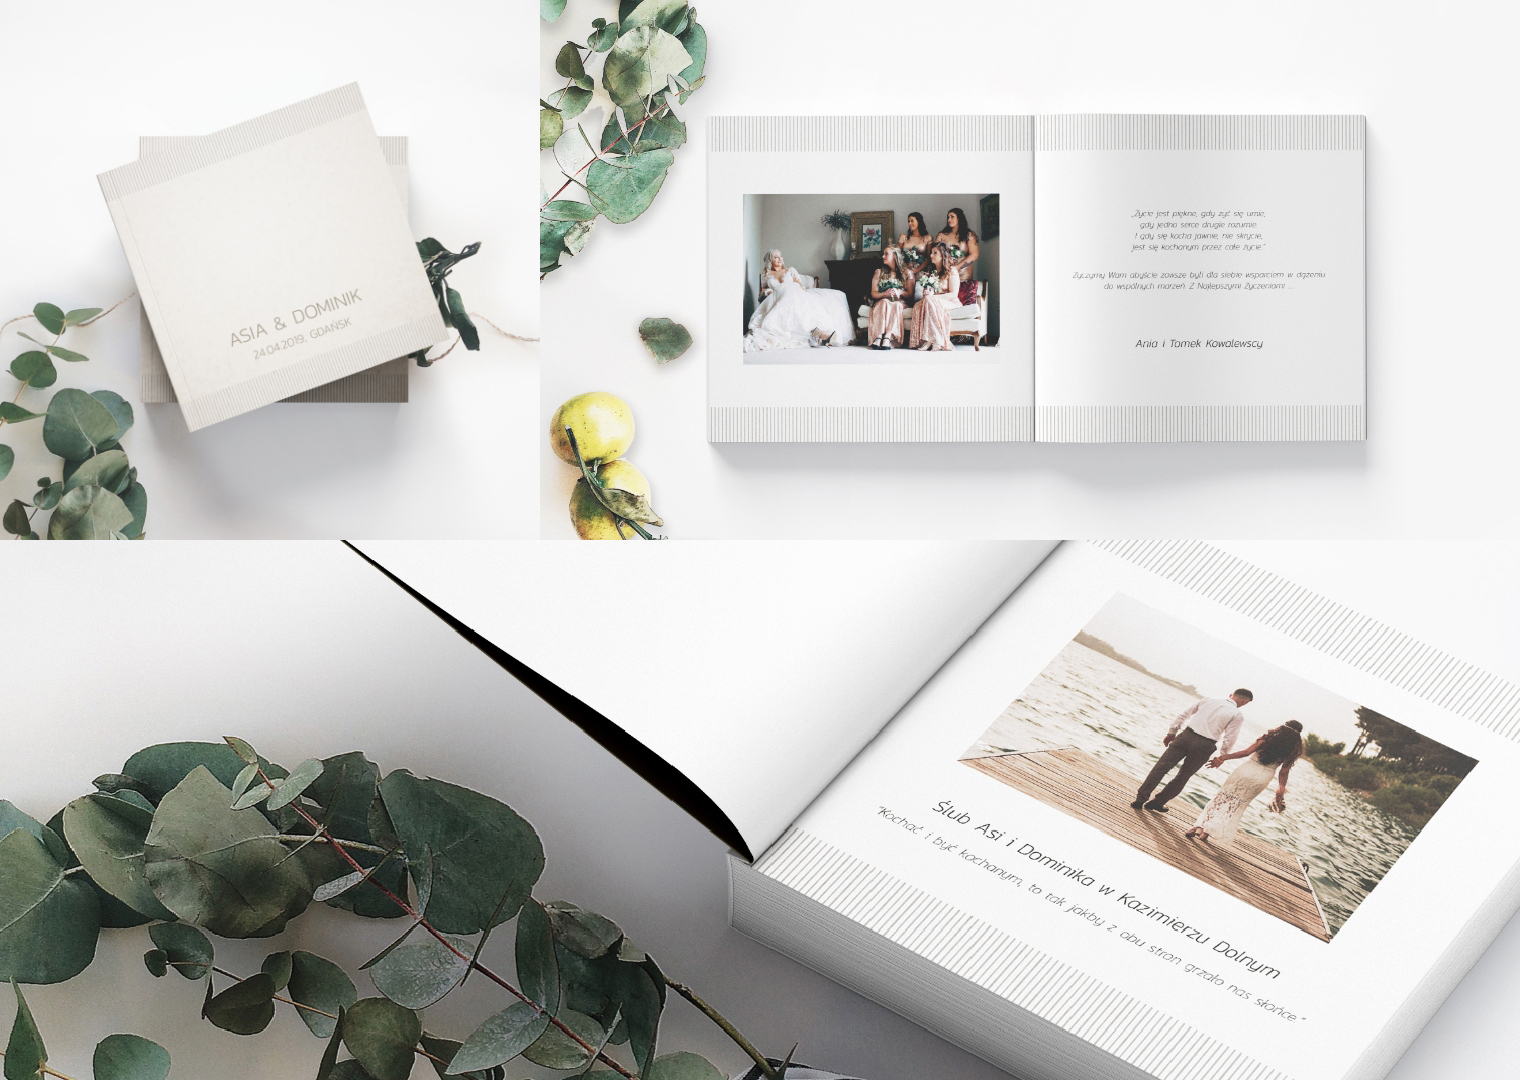 ASIA & DOMINIK
24.04.2019, GDAŃSK
„Życie jest piękne, gdy żyć się umie,
gdy jedno serce drugie rozumie.
I gdy się kocha jawnie, nie skrycie,
jest się kochanym przez całe życie."
Życzymy Wam abyście zawsze byli dla siebie wsparciem w dążeniu
do wspólnych marzeń. Z Najlepszymi Życzeniami ...
Ania i Tomek Kowalewscy
Ślub Asi i Dominika w Kazimierzu Dolnym
"Kochać i być kochanym, to tak jakby z obu stron grzało nas słońce."